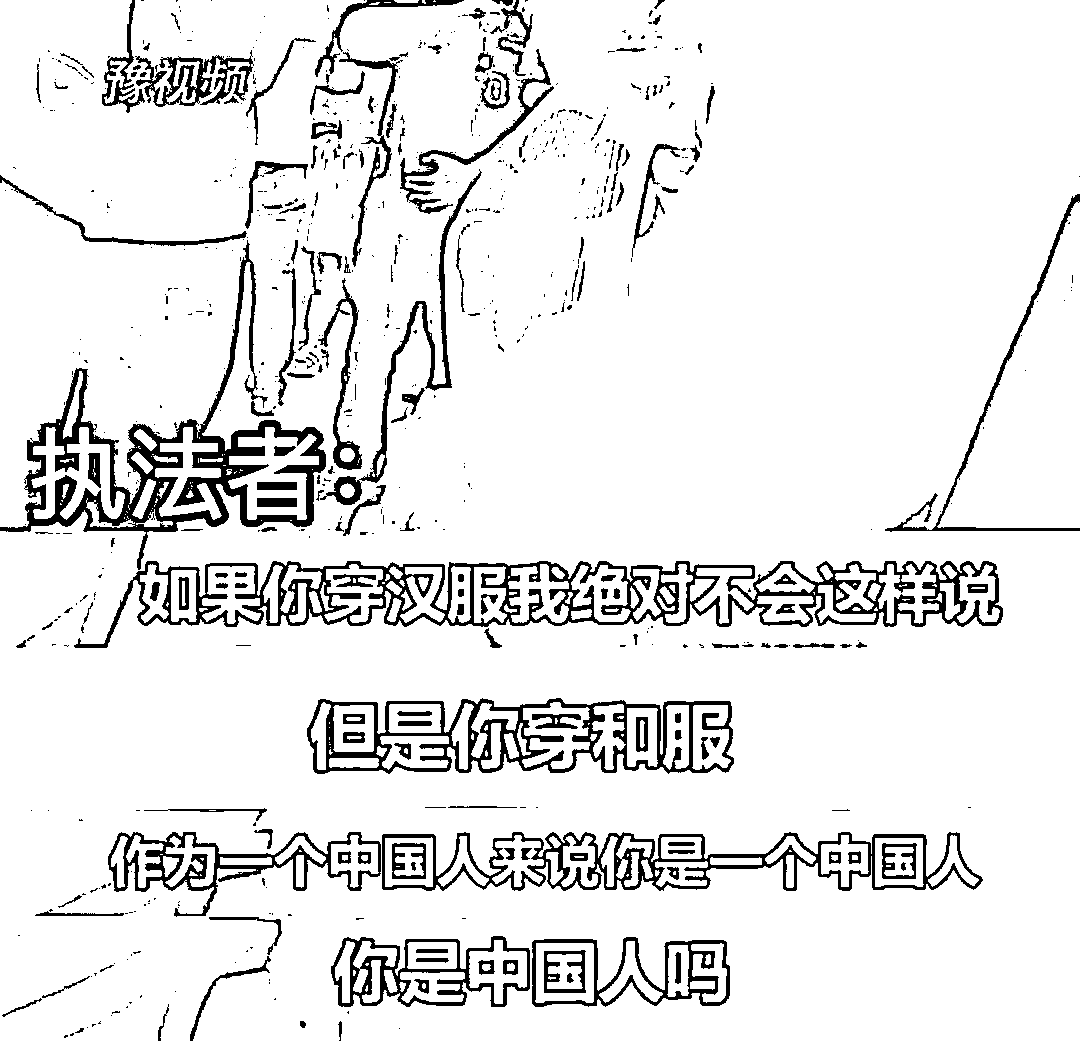 豫视频
执法者:
如果你穿汉服我绝对不会这样说
但是你穿和服
作为一个中国人来说你是一个中国人
你是中国人吗